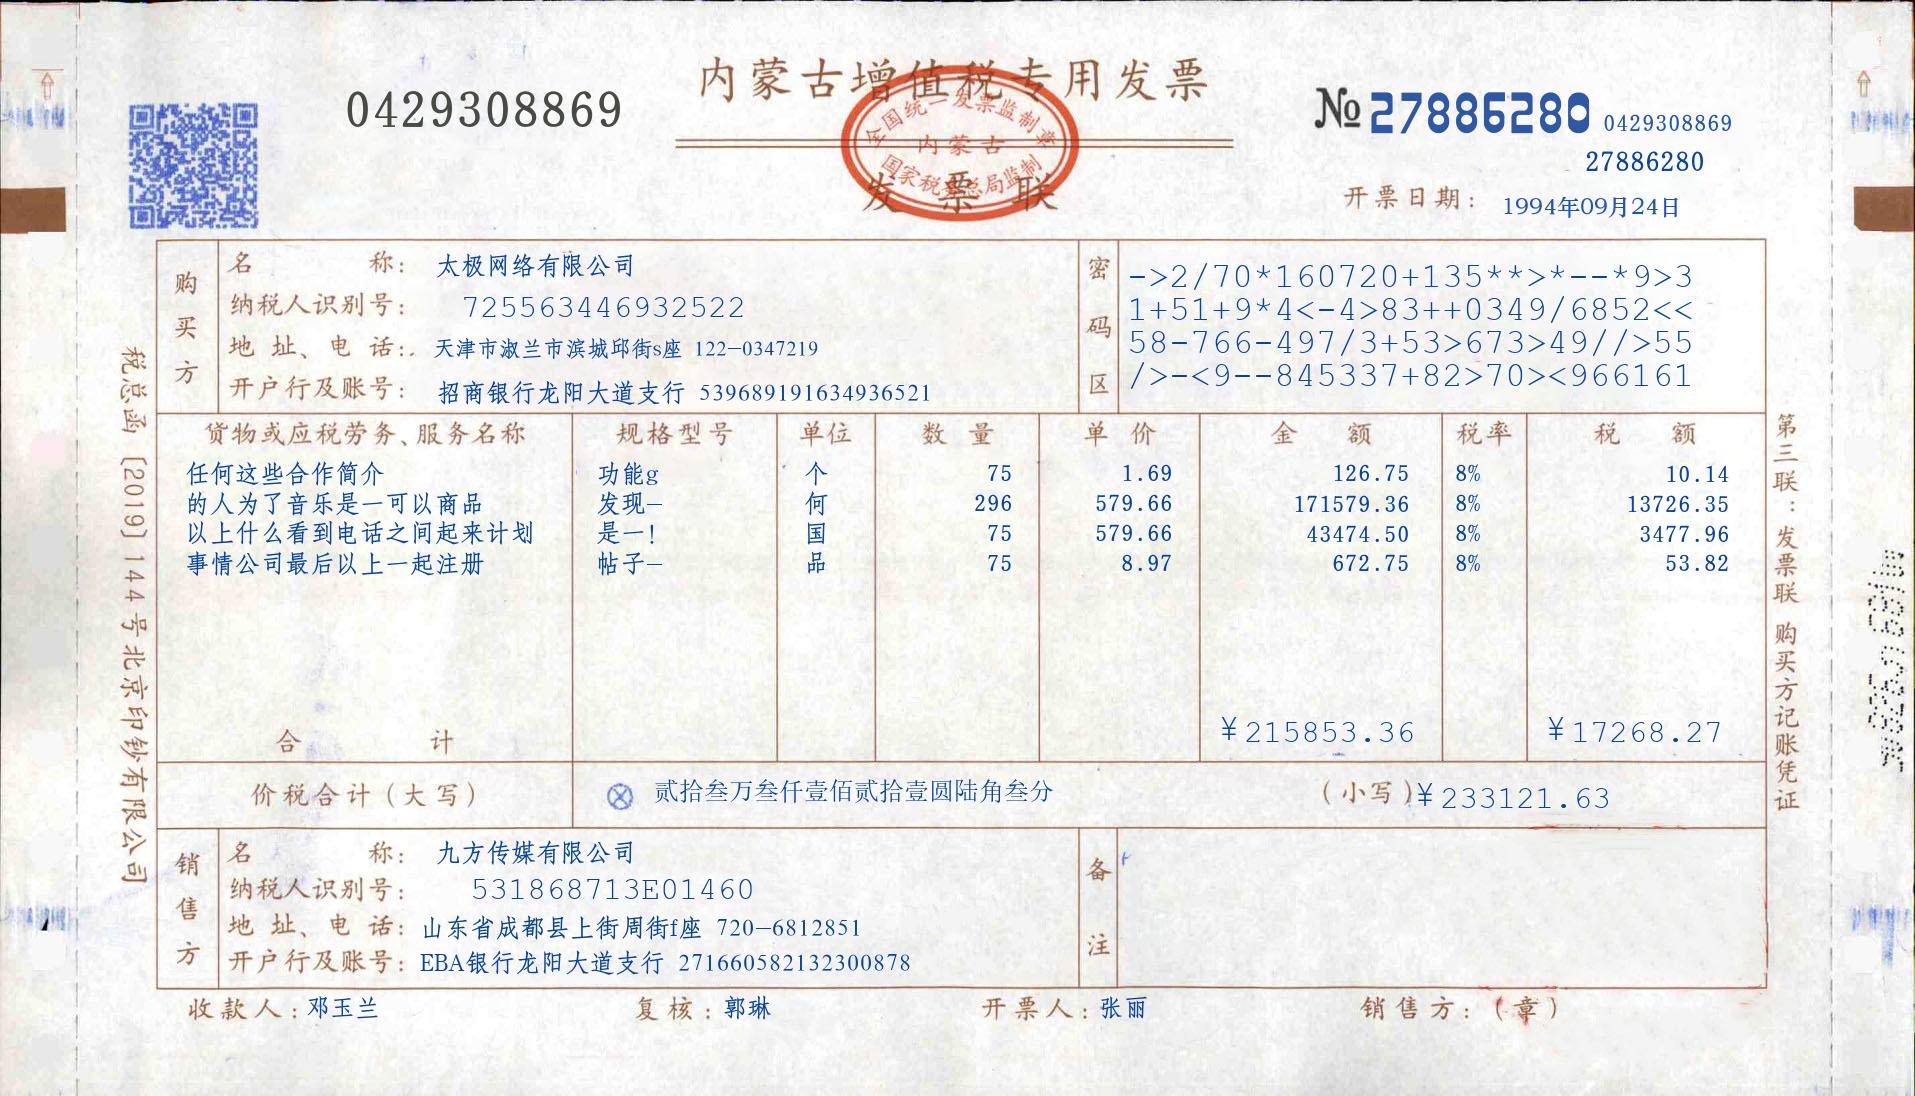 内蒙古增值税专用发票
0429308869
№ 27886280 0429308869
27886280
全国统一发票监制章
内蒙古
国家税务总局监制
发票联
开票日期: 1994年09月24日
购买方
名称: 太极网络有限公司
纳税人识别号: 725563446932522
地址、电话:. 天津市淑兰市滨城邱街s座 122-0347219
开户行及账号: 招商银行龙阳大道支行 539689191634936521
密码区
->2/70*160720+135**>*--*9>3
1+51+9*4<-4>83++0349/6852<<
58-766-497/3+53>673>49//>55
/>-<9--845337+82>70><966161
货物或应税劳务、服务名称 规格型号 单位 数量 单价 金额 税率 税额
任何这些合作简介 功能g 个 75 1.69 126.75 8% 10.14
的人为了音乐是一可以商品 发现- 何 296 579.66 171579.36 8% 13726.35
以上什么看到电话之间起来计划 是一! 国 75 579.66 43474.50 8% 3477.96
事情公司最后以上一起注册 帖子- 品 75 8.97 672.75 8% 53.82
合计 ¥215853.36 ¥17268.27
价税合计(大写) ⊗ 贰拾叁万叁仟壹佰贰拾壹圆陆角叁分 (小写)¥233121.63
销售方
名称: 九方传媒有限公司
纳税人识别号: 531868713E01460
地址、电话: 山东省成都县上街周街f座 720-6812851
开户行及账号: EBA银行龙阳大道支行 271660582132300878
备注
收款人: 邓玉兰 复核: 郭琳 开票人: 张丽 销售方: (章)
税总函〔2019〕144号北京印钞有限公司
第三联: 发票联 购买方记账凭证